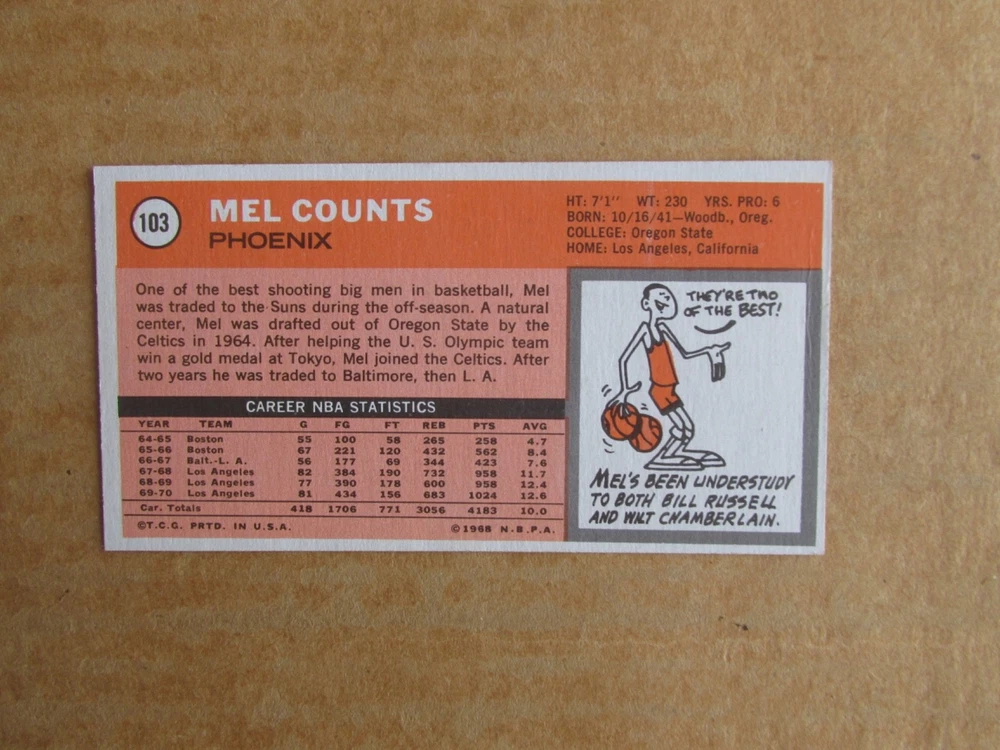 103
MEL COUNTS
PHOENIX
HT: 7'1'' WT: 230 YRS. PRO: 6
BORN: 10/16/41—Woodb., Oreg.
COLLEGE: Oregon State
HOME: Los Angeles, California
One of the best shooting big men in basketball, Mel
was traded to the Suns during the off-season. A natural
center, Mel was drafted out of Oregon State by the
Celtics in 1964. After helping the U. S. Olympic team
win a gold medal at Tokyo, Mel joined the Celtics. After
two years he was traded to Baltimore, then L. A.
CAREER NBA STATISTICS
YEAR TEAM G FG FT REB PTS AVG
64-65 Boston 55 100 58 265 258 4.7
65-66 Boston 67 221 120 432 562 8.4
66-67 Balt.-L. A. 56 177 69 344 423 7.6
67-68 Los Angeles 82 384 190 732 958 11.7
68-69 Los Angeles 77 390 178 600 958 12.4
69-70 Los Angeles 81 434 156 683 1024 12.6
Car. Totals 418 1706 771 3056 4183 10.0
©T.C.G. PRTD. IN U.S.A. ©1968 N.B.P.A.
THEY'RE TWO
OF THE BEST!
MEL'S BEEN UNDERSTUDY
TO BOTH BILL RUSSELL
AND WILT CHAMBERLAIN.